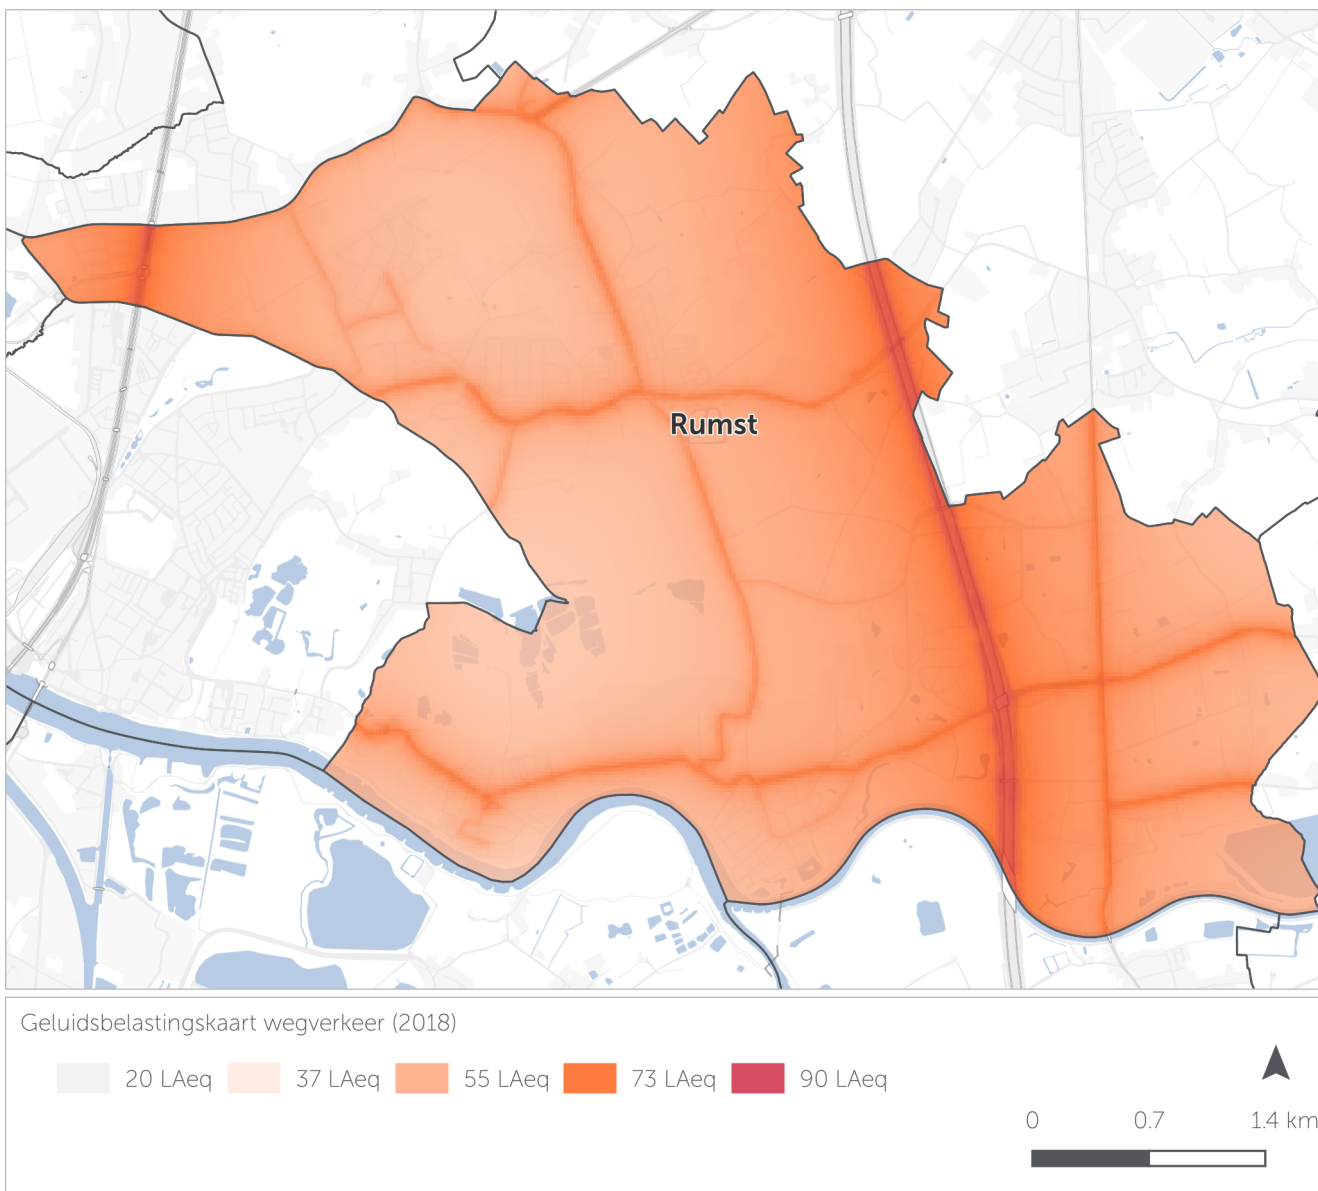 Rumst
Geluidsbelastingskaart wegverkeer (2018)
20 LAeq 37 LAeq 55 LAeq 73 LAeq 90 LAeq
0 0.7 1.4 km